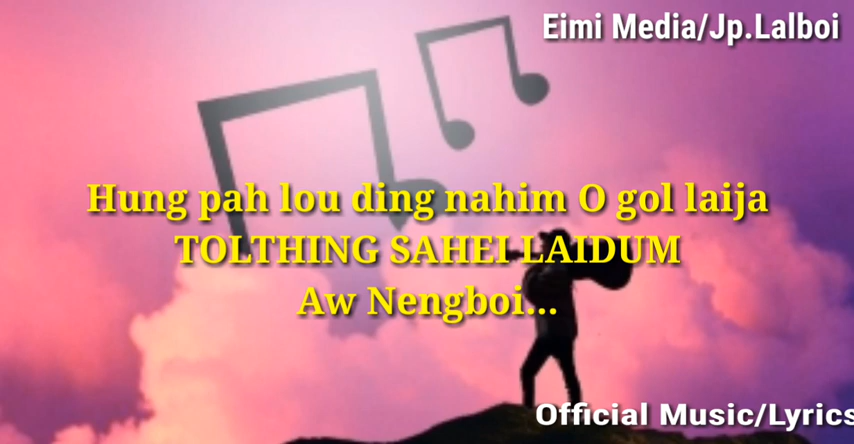 Eimi Media/Jp.Lalboi
Hung pah lou ding nahim O gol laija
TOLTHING SAHEI LAIDUM
Aw Nengboi...
Official Music/Lyrics